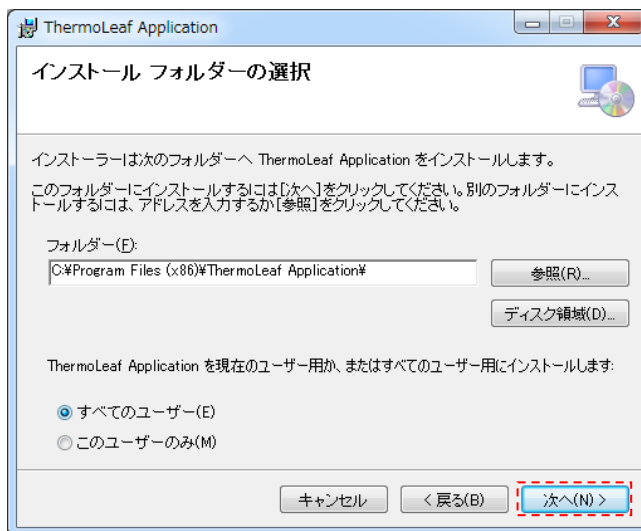 ThermoLeaf Application
インストール フォルダーの選択
インストーラーは次のフォルダーへ ThermoLeaf Application をインストールします。
このフォルダーにインストールするには[次へ]をクリックしてください。別のフォルダーにインス
トールするには、アドレスを入力するか[参照]をクリックしてください。
フォルダー(F):
C:¥Program Files (x86)¥ThermoLeaf Application¥
参照(R)...
ディスク領域(D)...
ThermoLeaf Application を現在のユーザー用か、またはすべてのユーザー用にインストールします:
すべてのユーザー(E)
このユーザーのみ(M)
キャンセル
< 戻る(B)
次へ(N) >